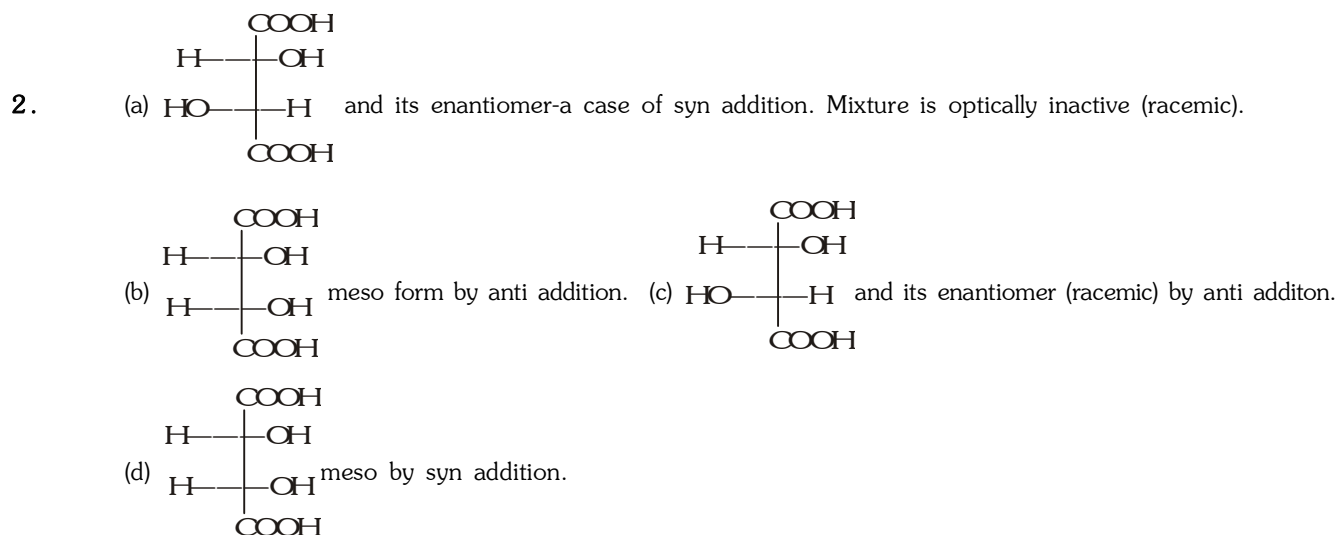 COOH
H OH
2. (a) HO H and its enantiomer-a case of syn addition. Mixture is optically inactive (racemic).
COOH
COOH COOH
H OH H OH
(b) H OH meso form by anti addition. (c) HO H and its enantiomer (racemic) by anti additon.
COOH COOH
COOH
H OH
(d) H OH meso by syn addition.
COOH